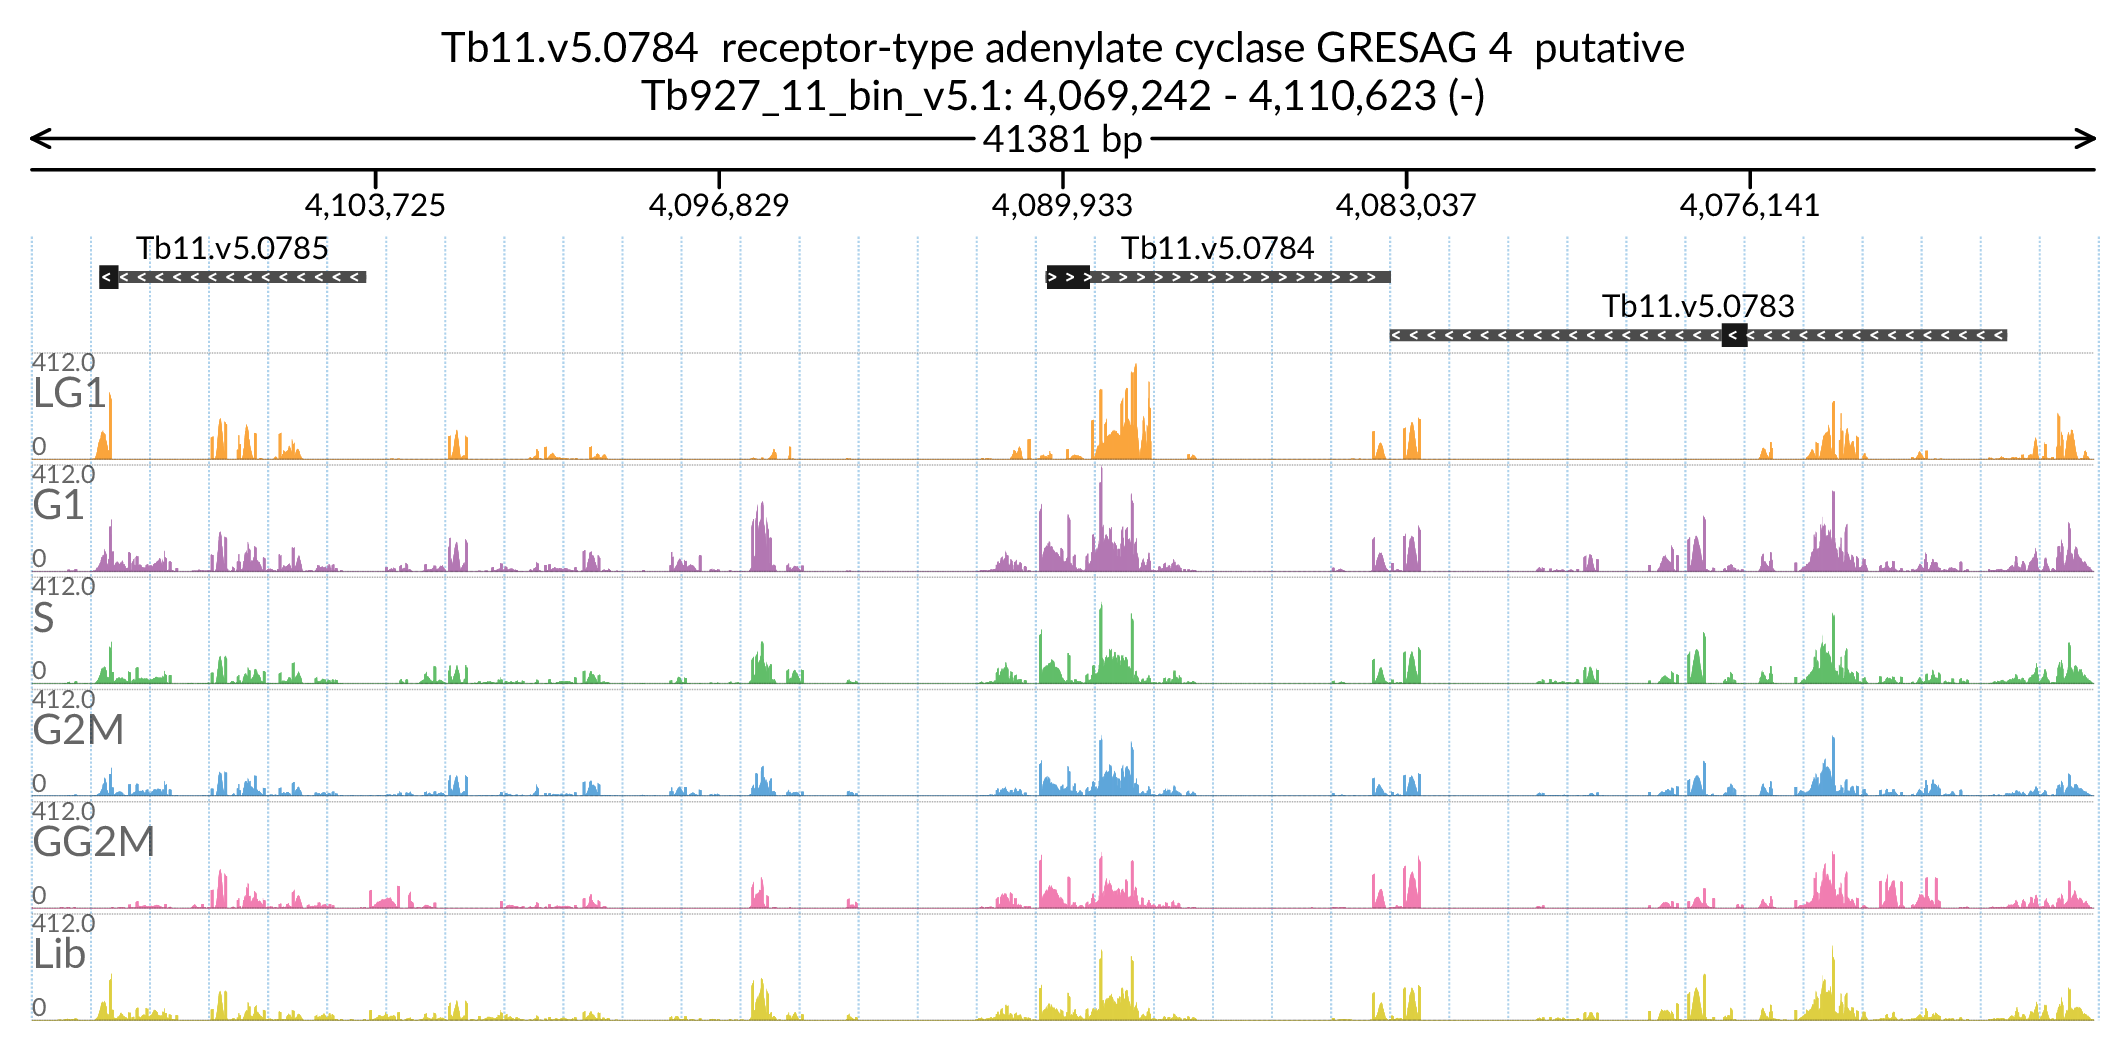 Tb11.v5.0784  receptor-type adenylate cyclase GRESAG 4  putative
Tb927_11_bin_v5.1: 4,069,242 - 4,110,623 (-)
41381 bp
4,103,725 4,096,829 4,089,933 4,083,037 4,076,141
Tb11.v5.0785 Tb11.v5.0784
Tb11.v5.0783
412.0
LG1
0
412.0
G1
0
412.0
S
0
412.0
G2M
0
412.0
GG2M
0
412.0
Lib
0